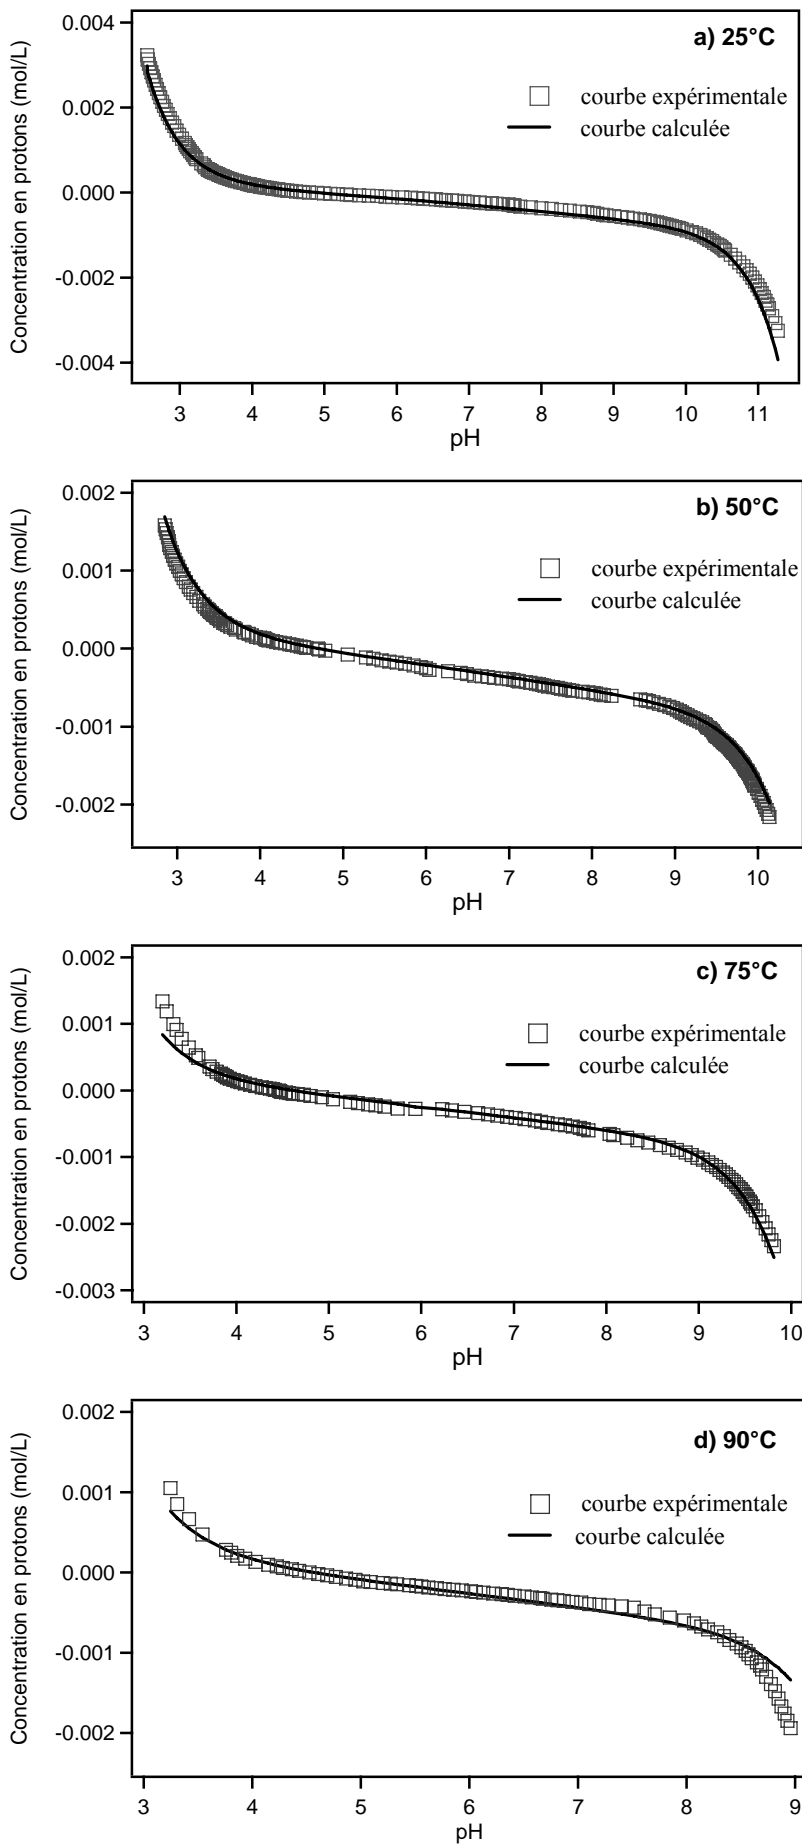 a) 25°C
Concentration en protons (mol/L)
0.004
0.002
0.000
-0.002
-0.004
courbe expérimentale
courbe calculée
3 4 5 6 7 8 9 10 11
pH
b) 50°C
Concentration en protons (mol/L)
0.002
0.001
0.000
-0.001
-0.002
courbe expérimentale
courbe calculée
3 4 5 6 7 8 9 10
pH
c) 75°C
Concentration en protons (mol/L)
0.002
0.001
0.000
-0.001
-0.002
-0.003
courbe expérimentale
courbe calculée
3 4 5 6 7 8 9 10
pH
d) 90°C
Concentration en protons (mol/L)
0.002
0.001
0.000
-0.001
-0.002
courbe expérimentale
courbe calculée
3 4 5 6 7 8 9
pH